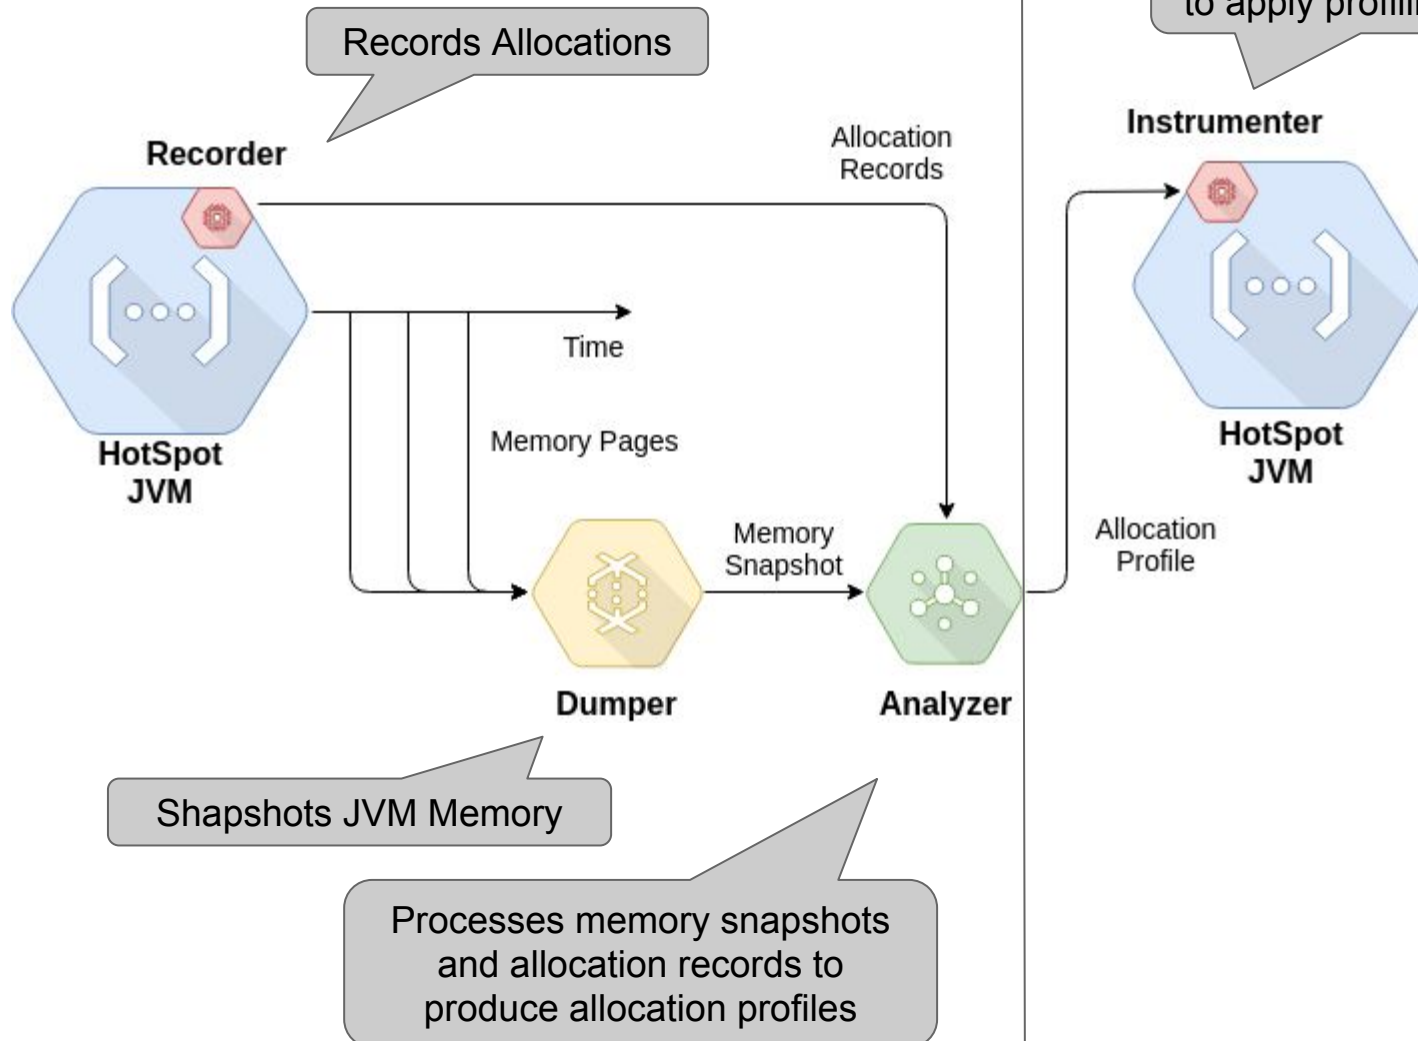 to apply
Records Allocations
Recorder
Allocation
Records
Instrumenter
Time
Memory Pages
HotSpot
JVM
HotSpot
JVM
Memory
Snapshot
Allocation
Profile
Dumper
Analyzer
Shapshots JVM Memory
Processes memory snapshots
and allocation records to
produce allocation profiles